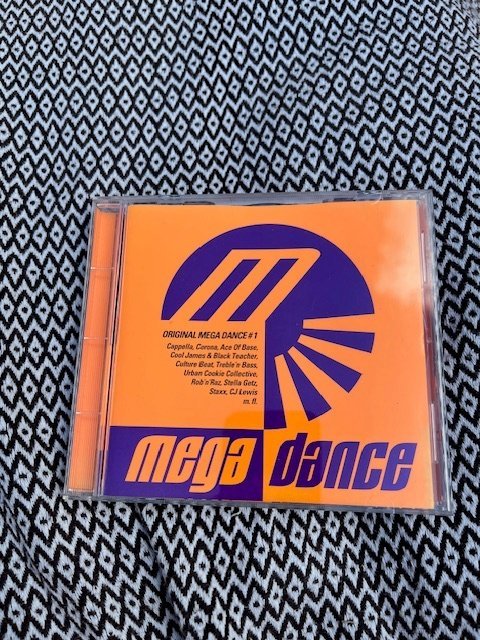 m
ORIGINAL MEGA DANCE #1
Cappella, Corona, Ace Of Base,
Cool James & Black Teacher,
Culture Beat, Treble'n'Bass,
Urban Cookie Collective,
Rob'n'Raz, Stella Getz,
Staxx, CJ Lewis
m. fl.
mega dance